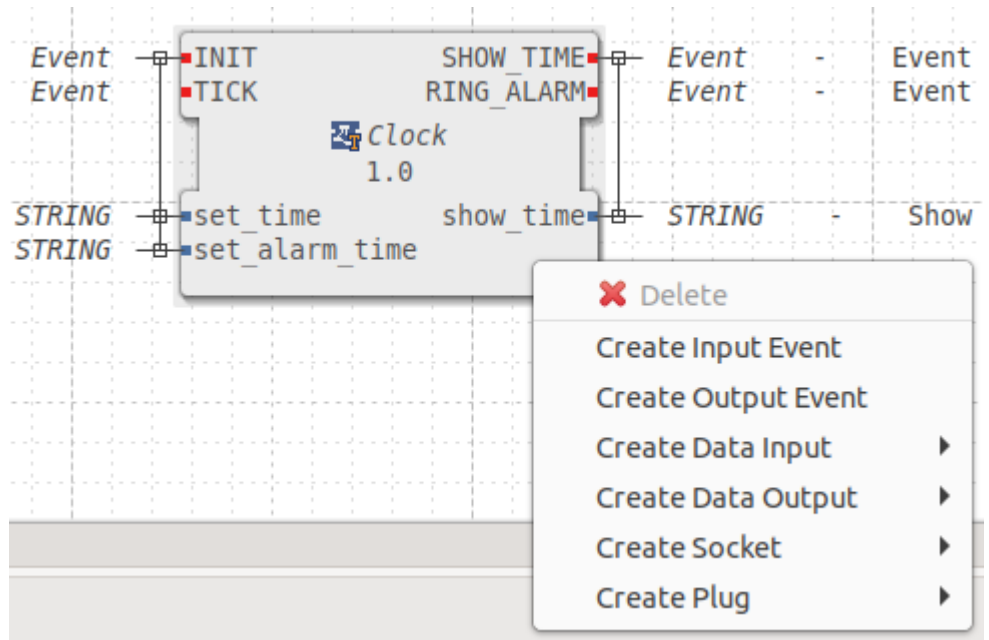 Event INIT SHOW_TIME Event - Event
Event TICK RING_ALARM Event - Event
Clock
1.0
STRING set_time show_time STRING - Show
STRING set_alarm_time
Delete
Create Input Event
Create Output Event
Create Data Input
Create Data Output
Create Socket
Create Plug